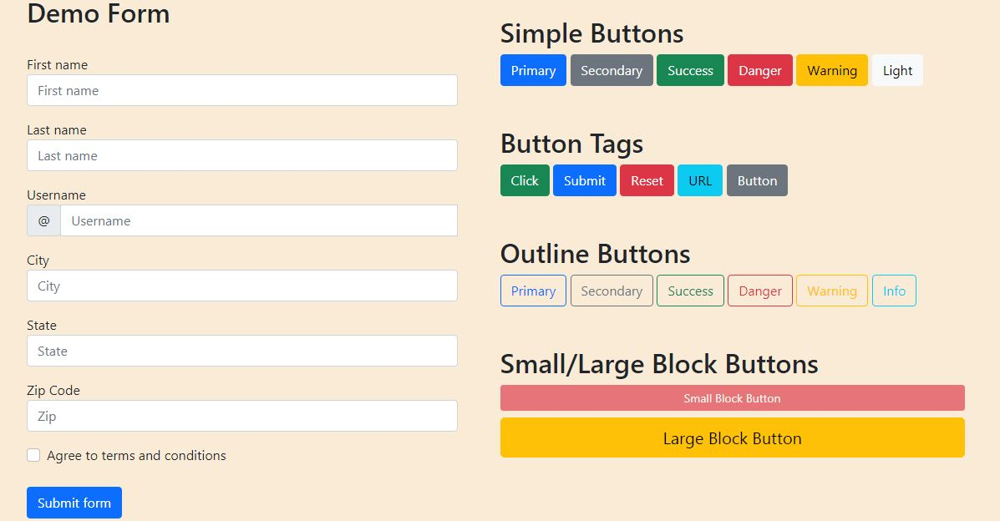 Demo Form
First name
First name
Last name
Last name
Username
@ Username
City
City
State
State
Zip Code
Zip
Agree to terms and conditions
Submit form
Simple Buttons
Primary Secondary Success Danger Warning Light
Button Tags
Click Submit Reset URL Button
Outline Buttons
Primary Secondary Success Danger Warning Info
Small/Large Block Buttons
Small Block Button
Large Block Button